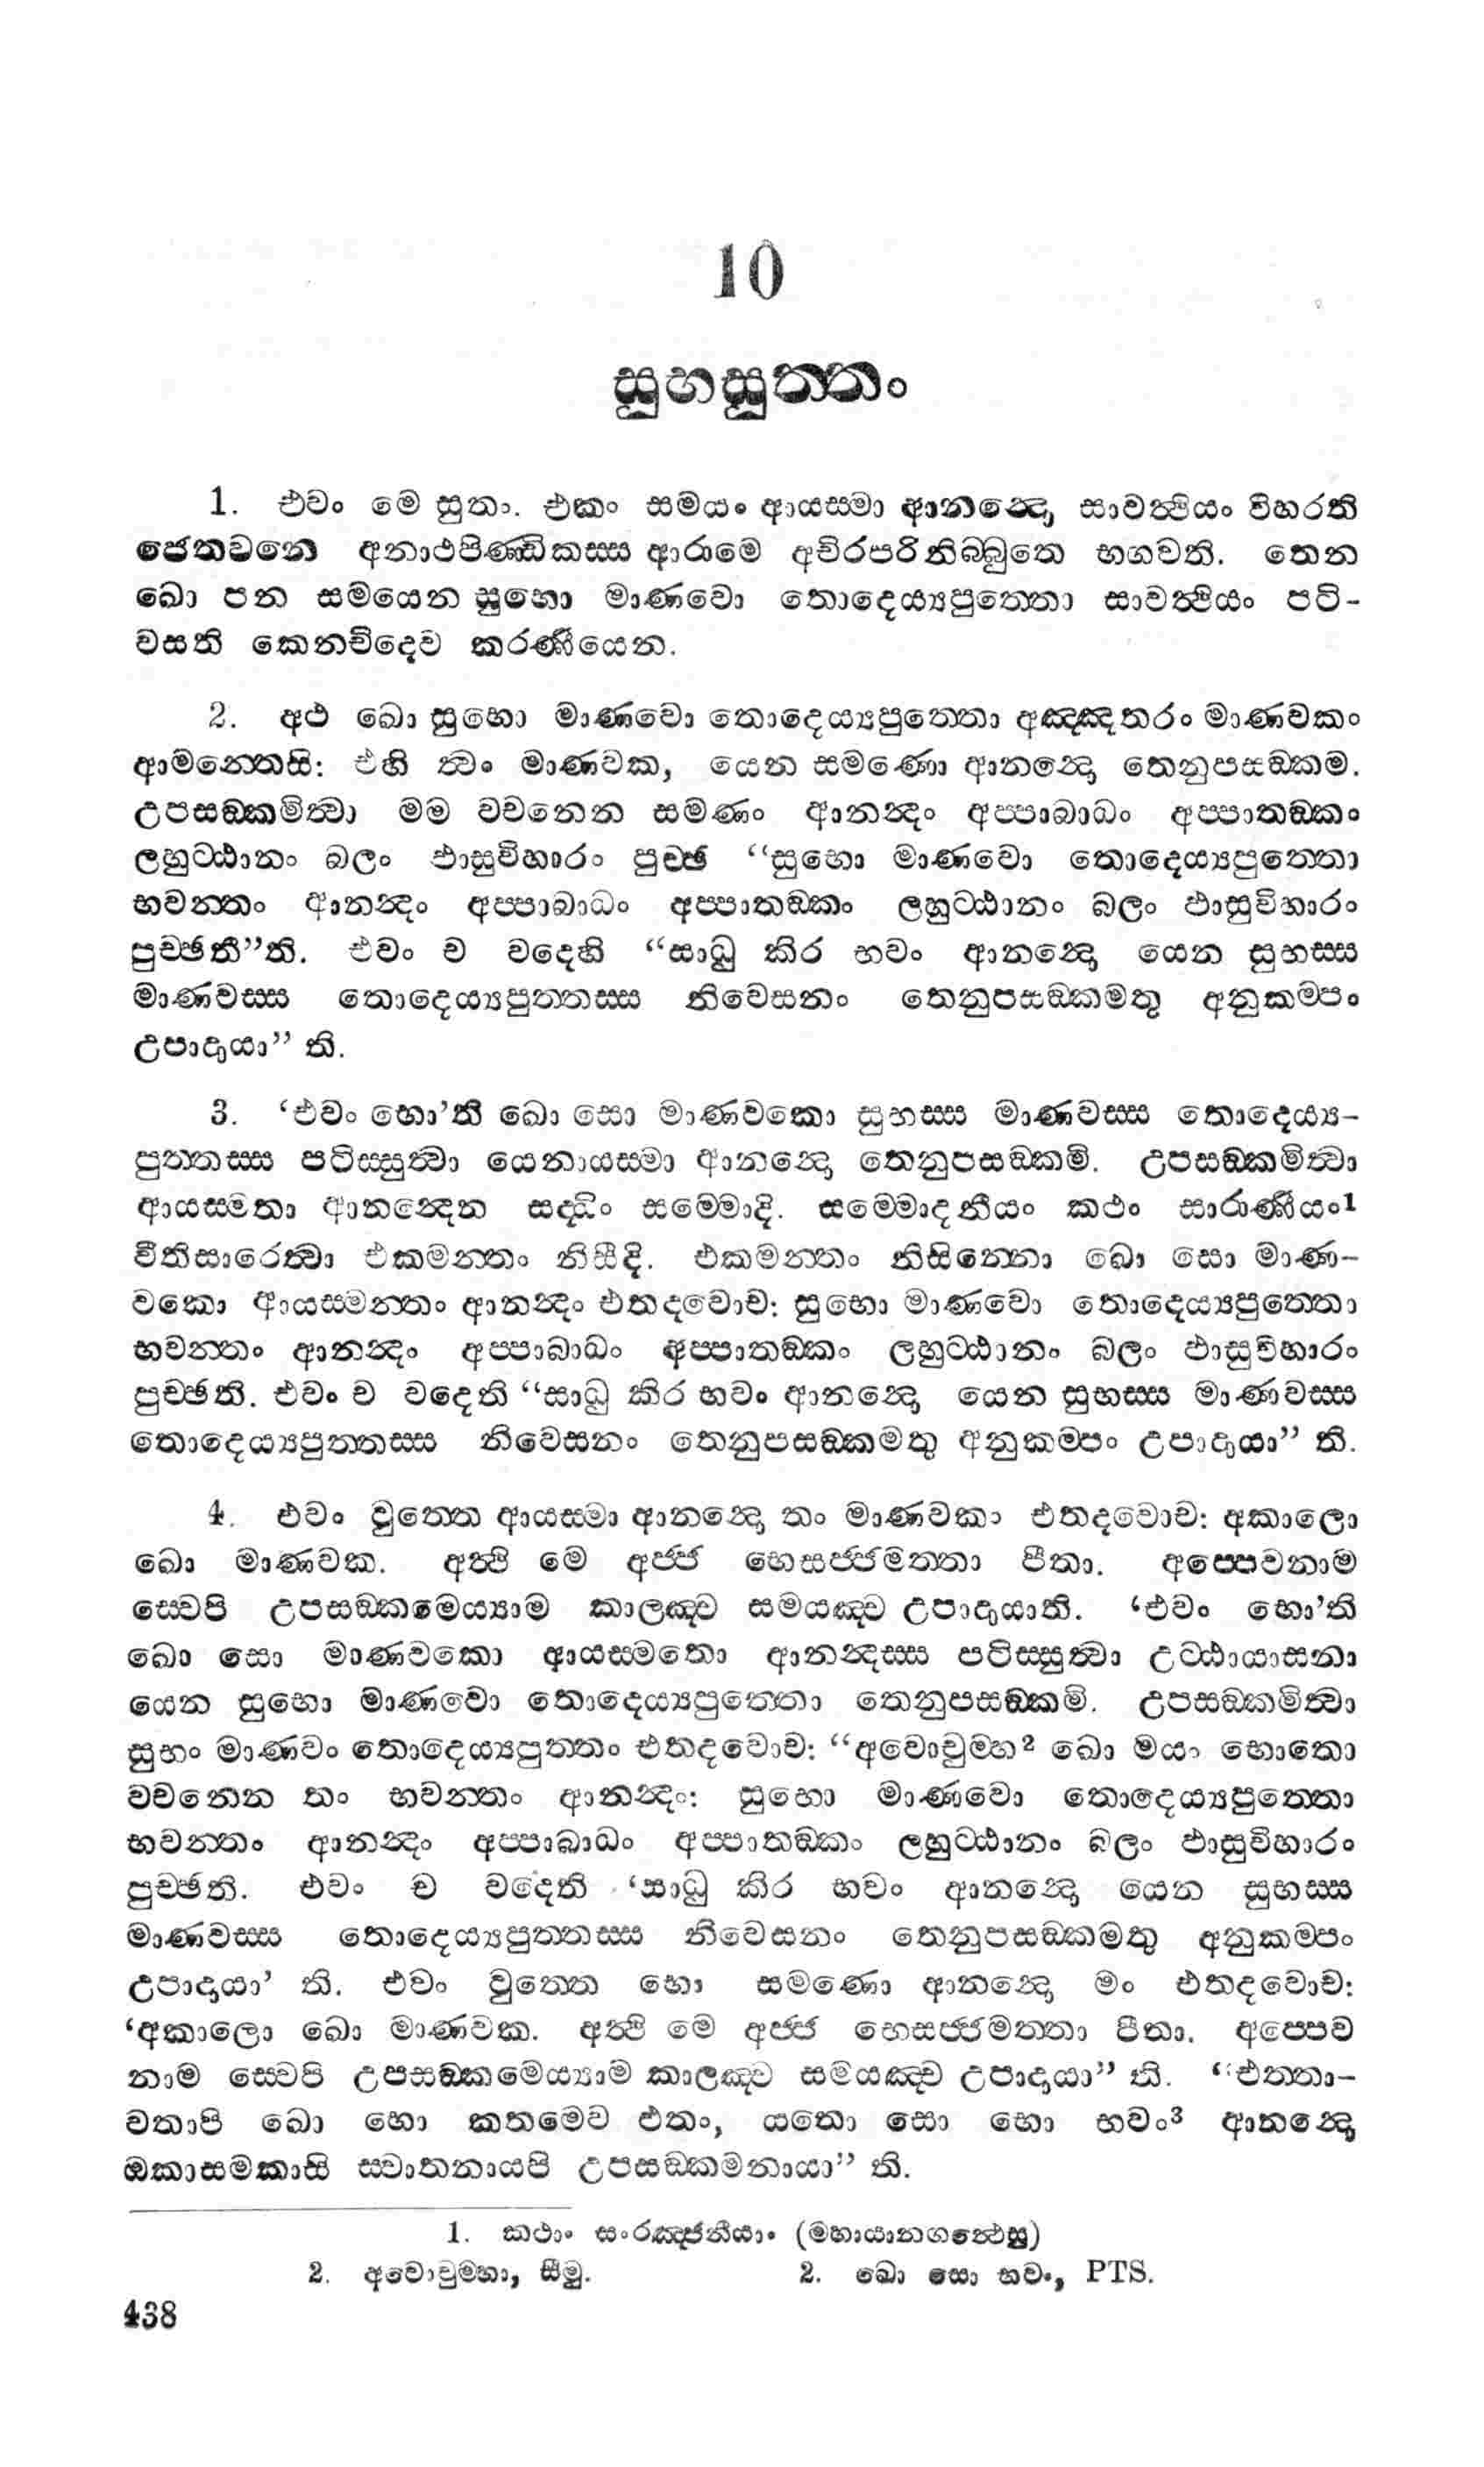 10
සුභසුත්තං
1. එවං මෙ සුතං. එකං සමයං ආයස්මා ආනන්දො සාවත්ථියං විහරති
ජෙතවනෙ අනාථපිණ්ඩිකස්ස ආරාමෙ අචිරපරිනිබ්බුතෙ භගවති. තෙන
ඛො පන සමයෙන සුභො මාණවො තොදෙය්‍යපුත්තො සාවත්ථියං පටි-
වසති කෙනචිදෙව කරණීයෙන.
2. අථ ඛො සුභො මාණවො තොදෙය්‍යපුත්තො අඤ්ඤතරං මාණවකං
ආමන්තෙසි: එහි ත්වං මාණවක, යෙන සමණො ආනන්දො තෙනුපසඞ්කම.
උපසඞ්කමිත්වා මම වචනෙන සමණං ආනන්දං අප්පාබාධං අප්පාතඞ්කං
ලහුට්ඨානං බලං ඵාසුවිහාරං පුච්ඡ “සුභො මාණවො තොදෙය්‍යපුත්තො
භවන්තං ආනන්දං අප්පාබාධං අප්පාතඞ්කං ලහුට්ඨානං බලං ඵාසුවිහාරං
පුච්ඡතී”ති. එවං ච වදෙහි “සාධු කිර භවං ආනන්දො යෙන සුභස්ස
මාණවස්ස තොදෙය්‍යපුත්තස්ස නිවෙසනං තෙනුපසඞ්කමතු අනුකම්පං
උපාදායා” ති.
3. ‘එවං භො’ති ඛො සො මාණවකො සුභස්ස මාණවස්ස තොදෙය්‍ය-
පුත්තස්ස පටිස්සුත්වා යෙනායස්මා ආනන්දො තෙනුපසඞ්කමි. උපසඞ්කමිත්වා
ආයස්මතා ආනන්දෙන සද්ධිං සම්මොදි. සම්මොදනීයං කථං සාරාණීයං1
වීතිසාරෙත්වා එකමන්තං නිසීදි. එකමන්තං නිසින්නො ඛො සො මාණ-
වකො ආයස්මන්තං ආනන්දං එතදවොච: සුභො මාණවො තොදෙය්‍යපුත්තො
භවන්තං ආනන්දං අප්පාබාධං අප්පාතඞ්කං ලහුට්ඨානං බලං ඵාසුවිහාරං
පුච්ඡති. එවං ච වදෙති “සාධු කිර භවං ආනන්දො යෙන සුභස්ස මාණවස්ස
තොදෙය්‍යපුත්තස්ස නිවෙසනං තෙනුපසඞ්කමතු අනුකම්පං උපාදායා” ති.
4. එවං වුත්තෙ ආයස්මා ආනන්දො තං මාණවකං එතදවොච: අකාලො
ඛො මාණවක. අත්ථි මෙ අජ්ජ භෙසජ්ජමත්තා පීතා. අප්පෙවනාම
ස්වෙපි උපසඞ්කමෙය්‍යාම කාලඤ්ච සමයඤ්ච උපාදායාති. ‘එවං භො’ති
ඛො සො මාණවකො ආයස්මතො ආනන්දස්ස පටිස්සුත්වා උට්ඨායාසනා
යෙන සුභො මාණවො තොදෙය්‍යපුත්තො තෙනුපසඞ්කමි. උපසඞ්කමිත්වා
සුභං මාණවං තොදෙය්‍යපුත්තං එතදවොච: “අවොචුම්හ2 ඛො මයං භොතො
වචනෙන තං භවන්තං ආනන්දං: සුභො මාණවො තොදෙය්‍යපුත්තො
භවන්තං ආනන්දං අප්පාබාධං අප්පාතඞ්කං ලහුට්ඨානං බලං ඵාසුවිහාරං
පුච්ඡති. එවං ච වදෙති ‘සාධු කිර භවං ආනන්දො යෙන සුභස්ස
මාණවස්ස තොදෙය්‍යපුත්තස්ස නිවෙසනං තෙනුපසඞ්කමතු අනුකම්පං
උපාදායා’ ති. එවං වුත්තෙ භො සමණො ආනන්දො මං එතදවොච:
‘අකාලො ඛො මාණවක. අත්ථි මෙ අජ්ජ භෙසජ්ජමත්තා පීතා. අප්පෙව
නාම ස්වෙපි උපසඞ්කමෙය්‍යාම කාලඤ්ච සමයඤ්ච උපාදායා” ති. “එත්තා-
වතාපි ඛො භො කතමෙව එතං, යතො සො භො භවං3 ආනන්දො
ඔකාසමකාසි ස්වාතනායපි උපසඞ්කමනායා” ති.
1. කථාං සංරඤ්ජනීයාං (මහායානගන්ථෙසු)
2. අවොචුම්හා, සීමු. 2. ඛො සො භවං, PTS.
438